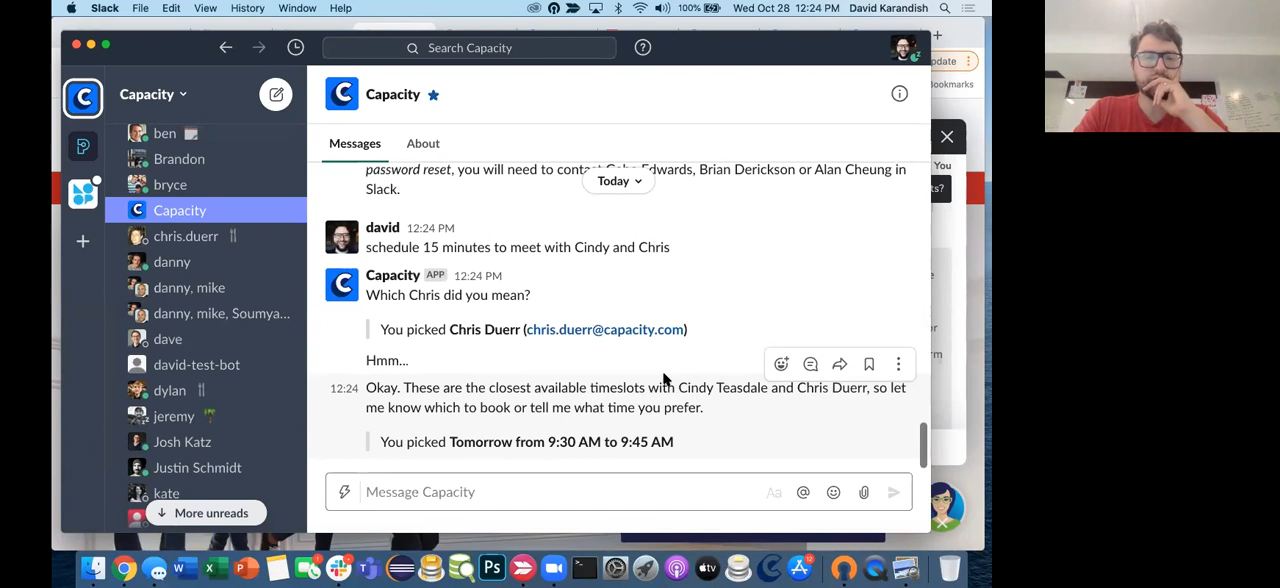 Slack File Edit View History Window Help 100% Wed Oct 28 12:24 PM David Karandish
Search Capacity
pdate
Bookmarks
Capacity
Capacity
Messages About
ben
Brandon
bryce
Capacity
chris.duerr
danny
danny, mike
danny, mike, Soumya...
dave
david-test-bot
dylan
jeremy
Josh Katz
Justin Schmidt
kate
More unreads
password reset, you will need to contact Edwards, Brian Derickson or Alan Cheung in
Slack.
Today
david 12:24 PM
schedule 15 minutes to meet with Cindy and Chris
Capacity APP 12:24 PM
Which Chris did you mean?
You picked Chris Duerr (chris.duerr@capacity.com)
Hmm...
12:24 Okay. These are the closest available timeslots with Cindy Teasdale and Chris Duerr, so let
me know which to book or tell me what time you prefer.
You picked Tomorrow from 9:30 AM to 9:45 AM
Message Capacity
You
s?